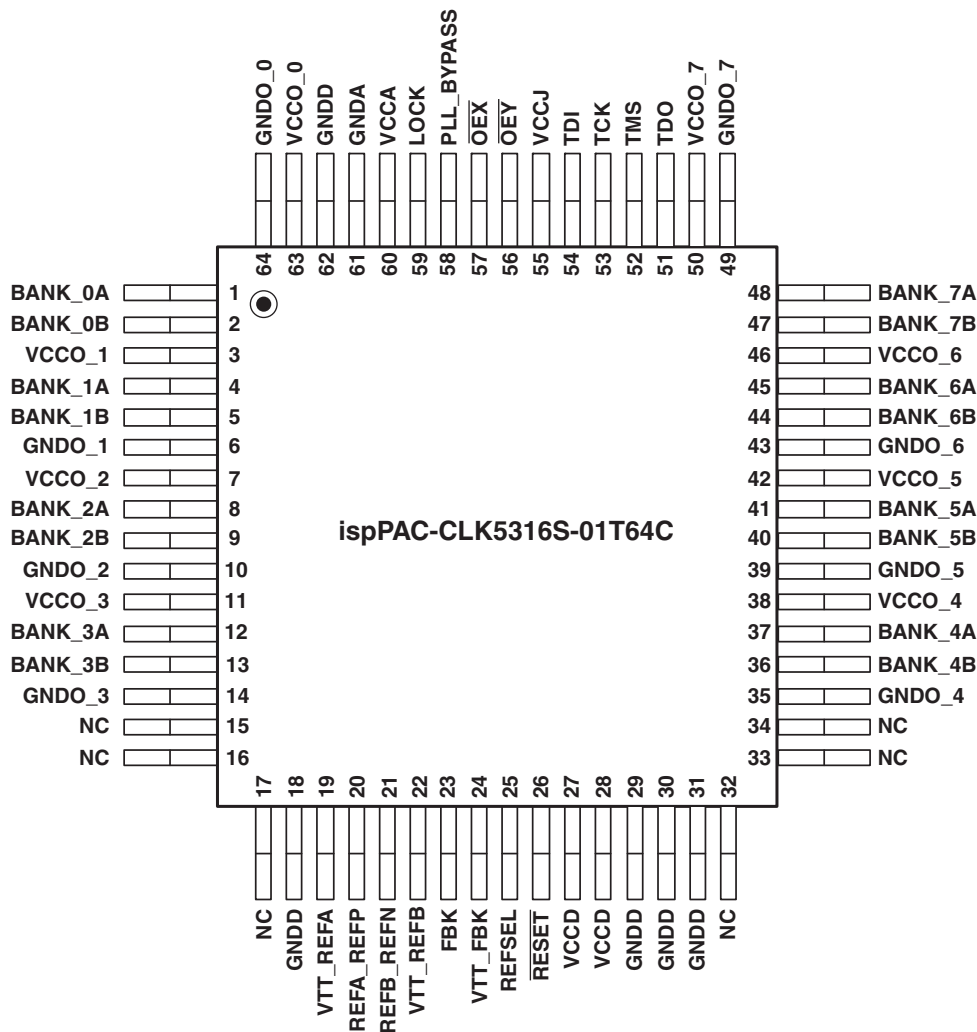 GNDO_0
VCCO_0
GNDD
GNDA
VCCA
LOCK
PLL_BYPASS
OEX
OEY
VCCJ
TDI
TCK
TMS
TDO
VCCO_7
GNDO_7
64
63
62
61
60
59
58
57
56
55
54
53
52
51
50
49
BANK_0A 1
BANK_0B 2
VCCO_1 3
BANK_1A 4
BANK_1B 5
GNDO_1 6
VCCO_2 7
BANK_2A 8
BANK_2B 9
GNDO_2 10
VCCO_3 11
BANK_3A 12
BANK_3B 13
GNDO_3 14
NC 15
NC 16
ispPAC-CLK5316S-01T64C
48 BANK_7A
47 BANK_7B
46 VCCO_6
45 BANK_6A
44 BANK_6B
43 GNDO_6
42 VCCO_5
41 BANK_5A
40 BANK_5B
39 GNDO_5
38 VCCO_4
37 BANK_4A
36 BANK_4B
35 GNDO_4
34 NC
33 NC
17
18
19
20
21
22
23
24
25
26
27
28
29
30
31
32
NC
GNDD
VTT_REFA
REFA_REFP
REFB_REFN
VTT_REFB
FBK
VTT_FBK
REFSEL
RESET
VCCD
VCCD
GNDD
GNDD
GNDD
NC